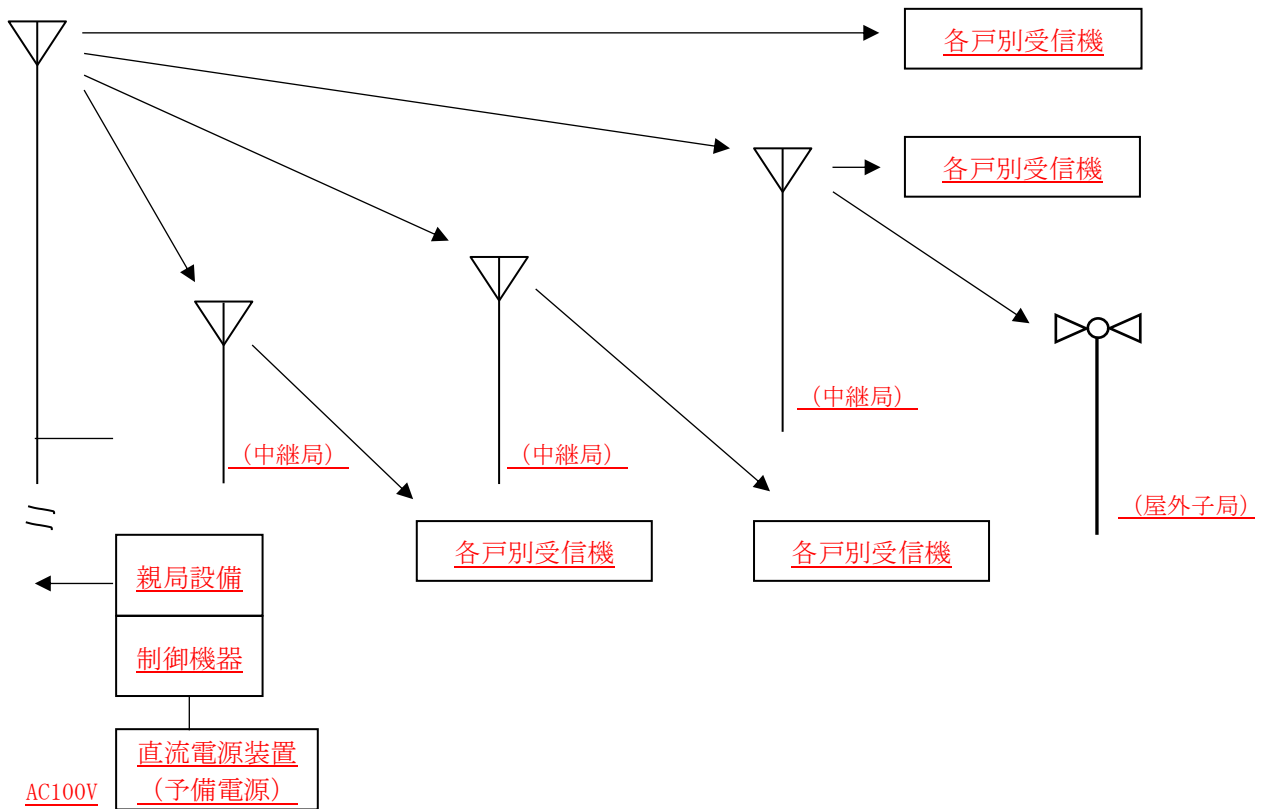 各戸別受信機
各戸別受信機
（中継局）
（中継局）
（中継局）
（屋外子局）
各戸別受信機
各戸別受信機
親局設備
制御機器
直流電源装置
（予備電源）
AC100V